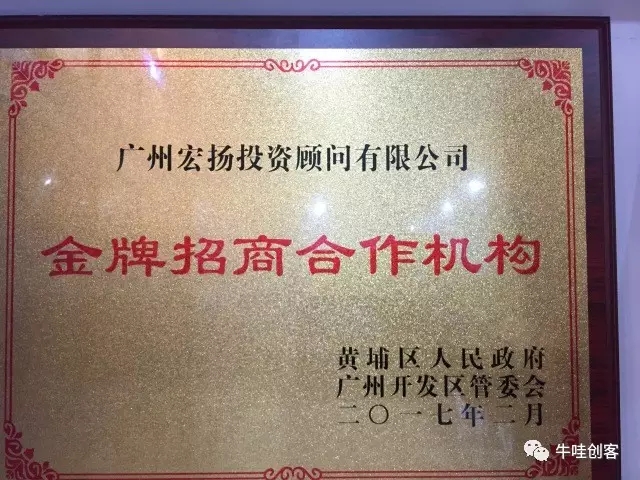 广州宏扬投资顾问有限公司
金牌招商合作机构
黄埔区人民政府
广州开发区管委会
二〇一七年二月
牛哇创客